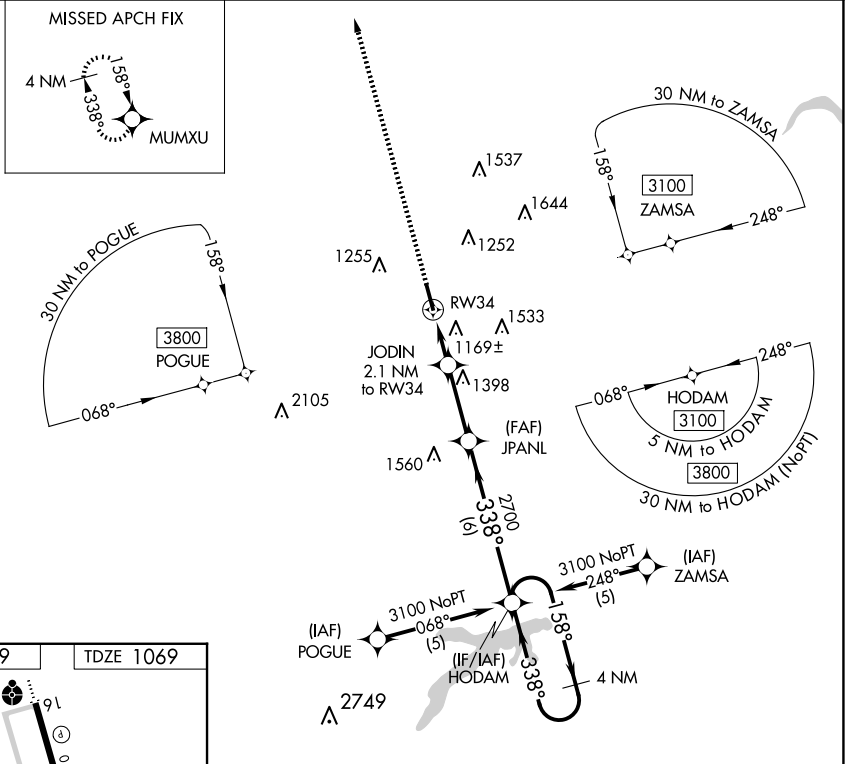 MISSED APCH FIX
4 NM
158°
338°
MUMXU
30 NM to ZAMSA
158°
3100
ZAMSA
248°
1537
1644
1252
1255
30 NM to POGUE
158°
3800
POGUE
068°
RW34
1533
1169±
JODIN
2.1 NM
to RW34
1398
2105
(FAF)
JPANL
1560
068°
248°
HODAM
3100
5 NM to HODAM
3800
30 NM to HODAM (NoPT)
2700
338°
(6)
3100 NoPT
248°
(5)
(IAF)
ZAMSA
3100 NoPT
068°
(5)
(IAF)
POGUE
(IF/IAF)
HODAM
158°
338°
4 NM
2749
9
TDZE 1069
16
P
0